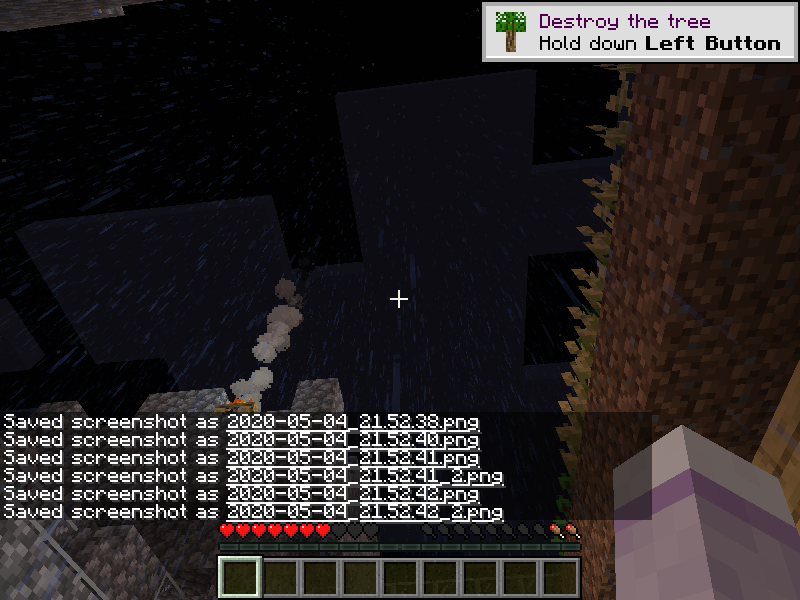 Destroy the tree
Hold down Left Button
Saved screenshot as 2020-05-04_21.52.38.png
Saved screenshot as 2020-05-04_21.52.40.png
Saved screenshot as 2020-05-04_21.52.41.png
Saved screenshot as 2020-05-04_21.52.41_2.png
Saved screenshot as 2020-05-04_21.52.42.png
Saved screenshot as 2020-05-04_21.52.42_2.png